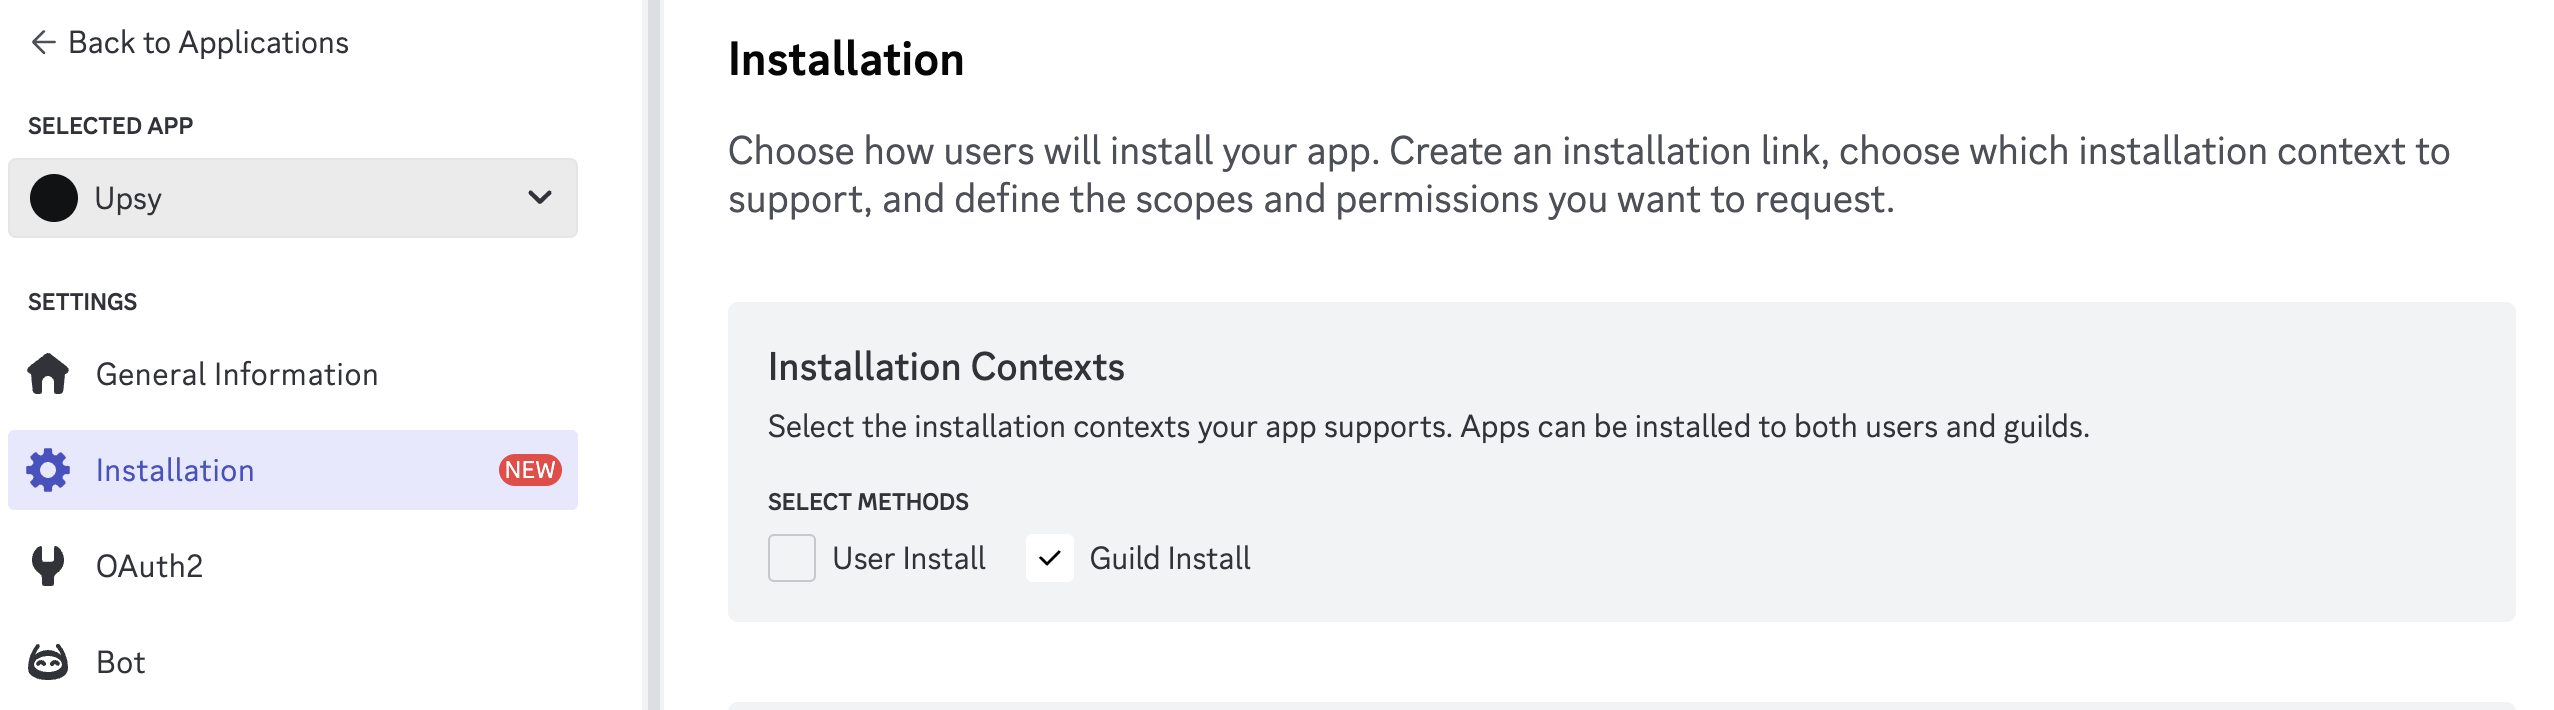 Back to Applications
SELECTED APP
Upsy
SETTINGS
General Information
Installation
NEW
OAuth2
Bot
Installation
Choose how users will install your app. Create an installation link, choose which installation context to
support, and define the scopes and permissions you want to request.
Installation Contexts
Select the installation contexts your app supports. Apps can be installed to both users and guilds.
SELECT METHODS
User Install
Guild Install